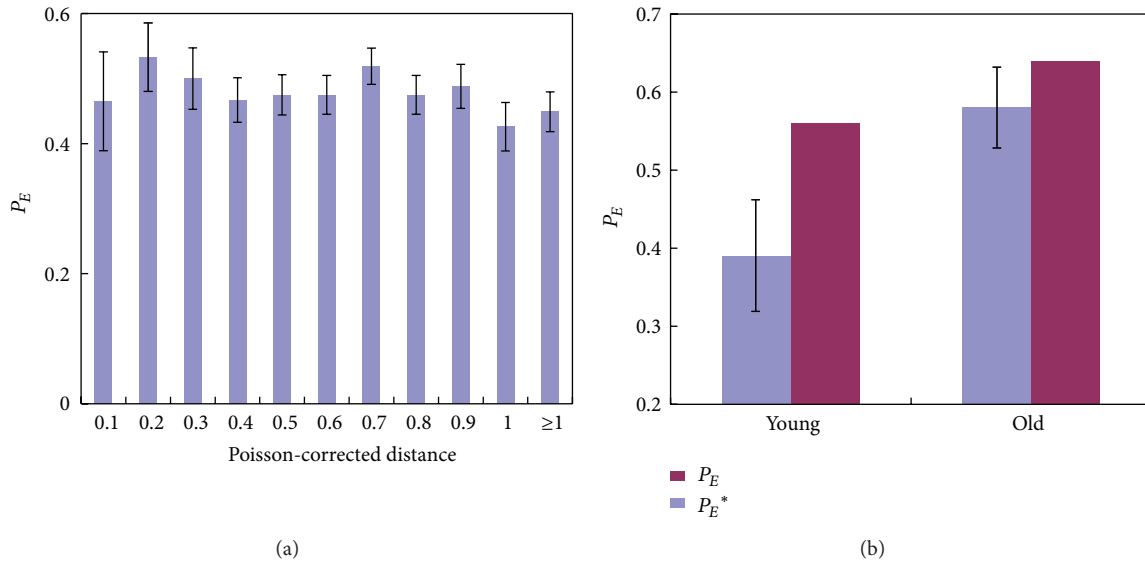 0.6
0.4
0.2
0
P_E
0.1 0.2 0.3 0.4 0.5 0.6 0.7 0.8 0.9 1 ≥1
Poisson-corrected distance
(a)
0.7
0.6
0.5
0.4
0.3
0.2
P_E
Young Old
P_E
P_E*
(b)